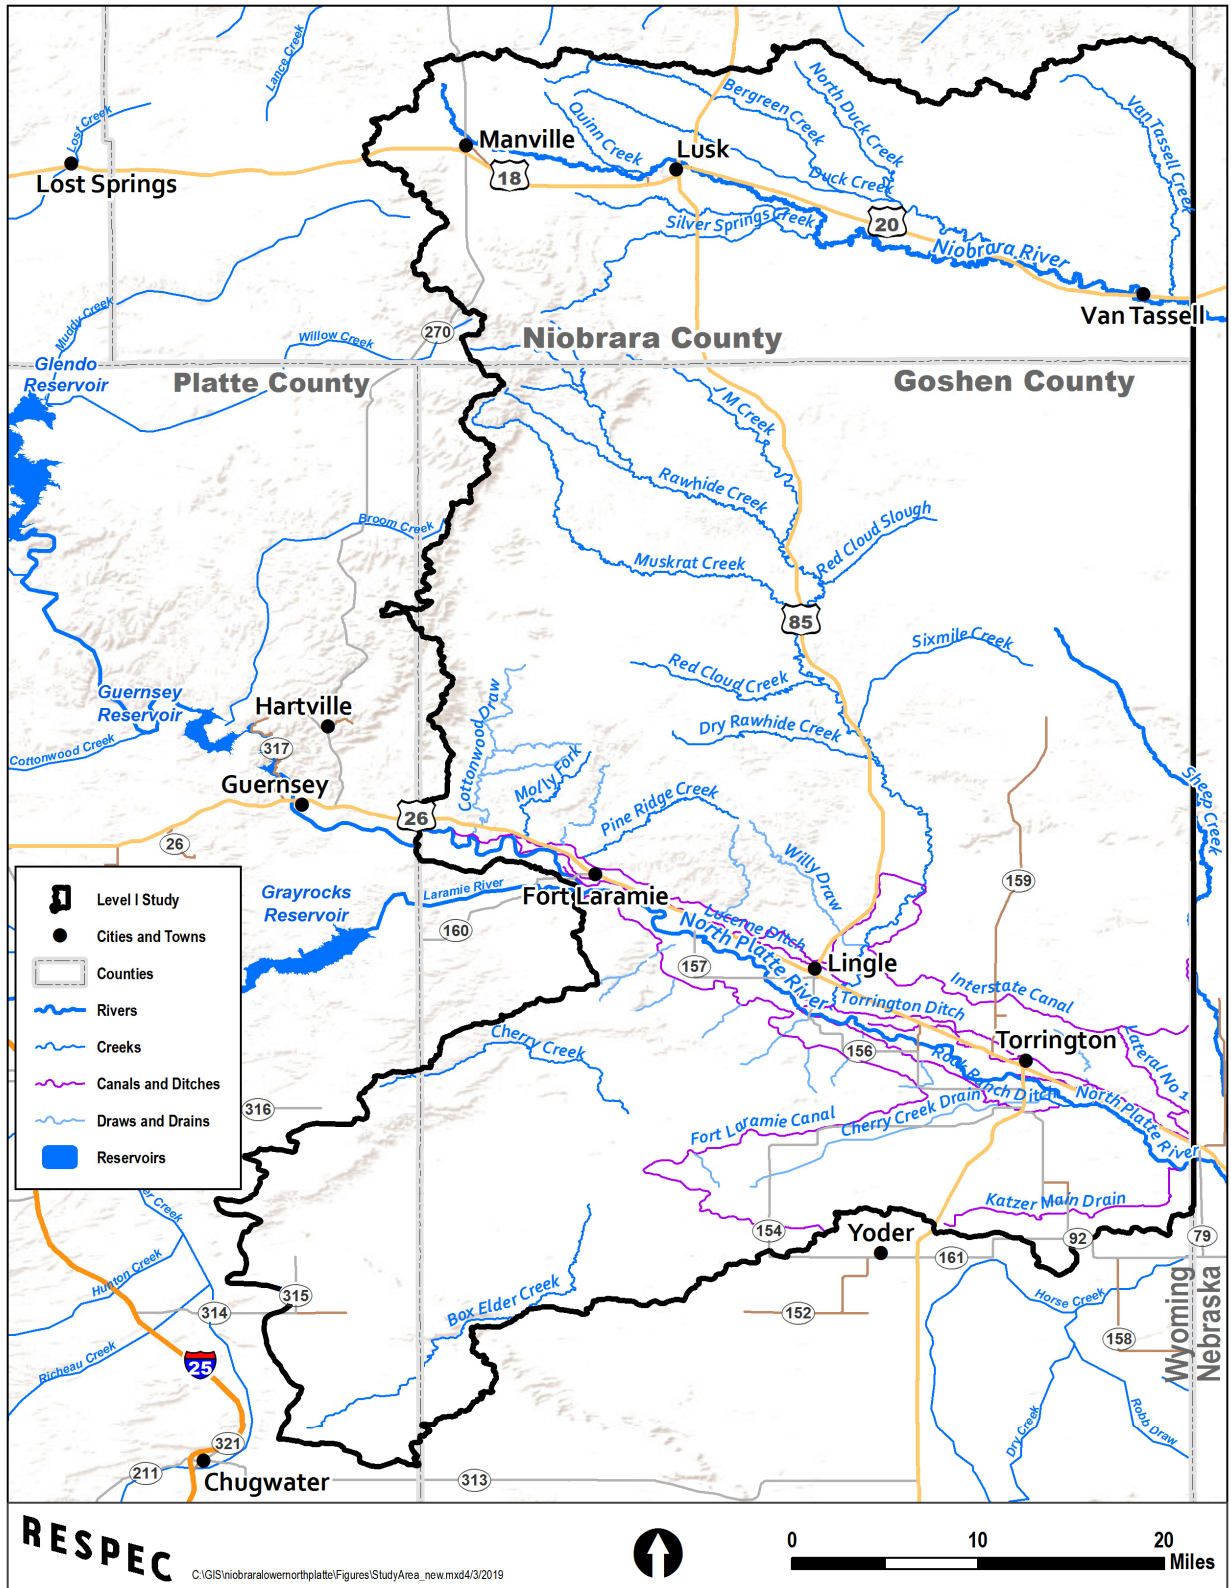 Lance Creek
Lost Creek
Lost Springs
Manville
18
Quinn Creek
Lusk
Bergreen Creek
North Duck Creek
Duck Creek
Van Tassell Creek
Silver Springs Creek
20
Niobrara River
Van Tassell
Muddy Creek
Willow Creek
270
Niobrara County
Glendo
Reservoir
Platte County
Goshen County
J M Creek
Rawhide Creek
Broom Creek
Red Cloud Slough
Muskrat Creek
85
Sixmile Creek
Red Cloud Creek
Guernsey
Reservoir
Hartville
Cottonwood Draw
Dry Rawhide Creek
Cottonwood Creek
317
Molly Fork
Guernsey
Pine Ridge Creek
Sheep Creek
26
26
Willy Draw
159
Level I Study
Cities and Towns
Counties
Rivers
Creeks
Canals and Ditches
Draws and Drains
Reservoirs
Grayrocks
Reservoir
Laramie River
Fort Laramie
160
Lucerne Ditch
North Platte River
157
Lingle
Interstate Canal
Torrington Ditch
Cherry Creek
156
Torrington
Lateral No 1
Rock Ranch Ditch
316
Fort Laramie Canal
Cherry Creek Drain
North Platte River
er Creek
Katzer Main Drain
154
Yoder
92
79
161
Hunton Creek
315
314
Box Elder Creek
Horse Creek
152
158
Wyoming
Nebraska
Richeau Creek
25
Dry Creek
Robb Draw
321
211
Chugwater
313
RESPEC
C:\GIS\niobraralowernorthplatte\Figures\StudyArea_new.mxd4/3/2019
0 10 20
Miles